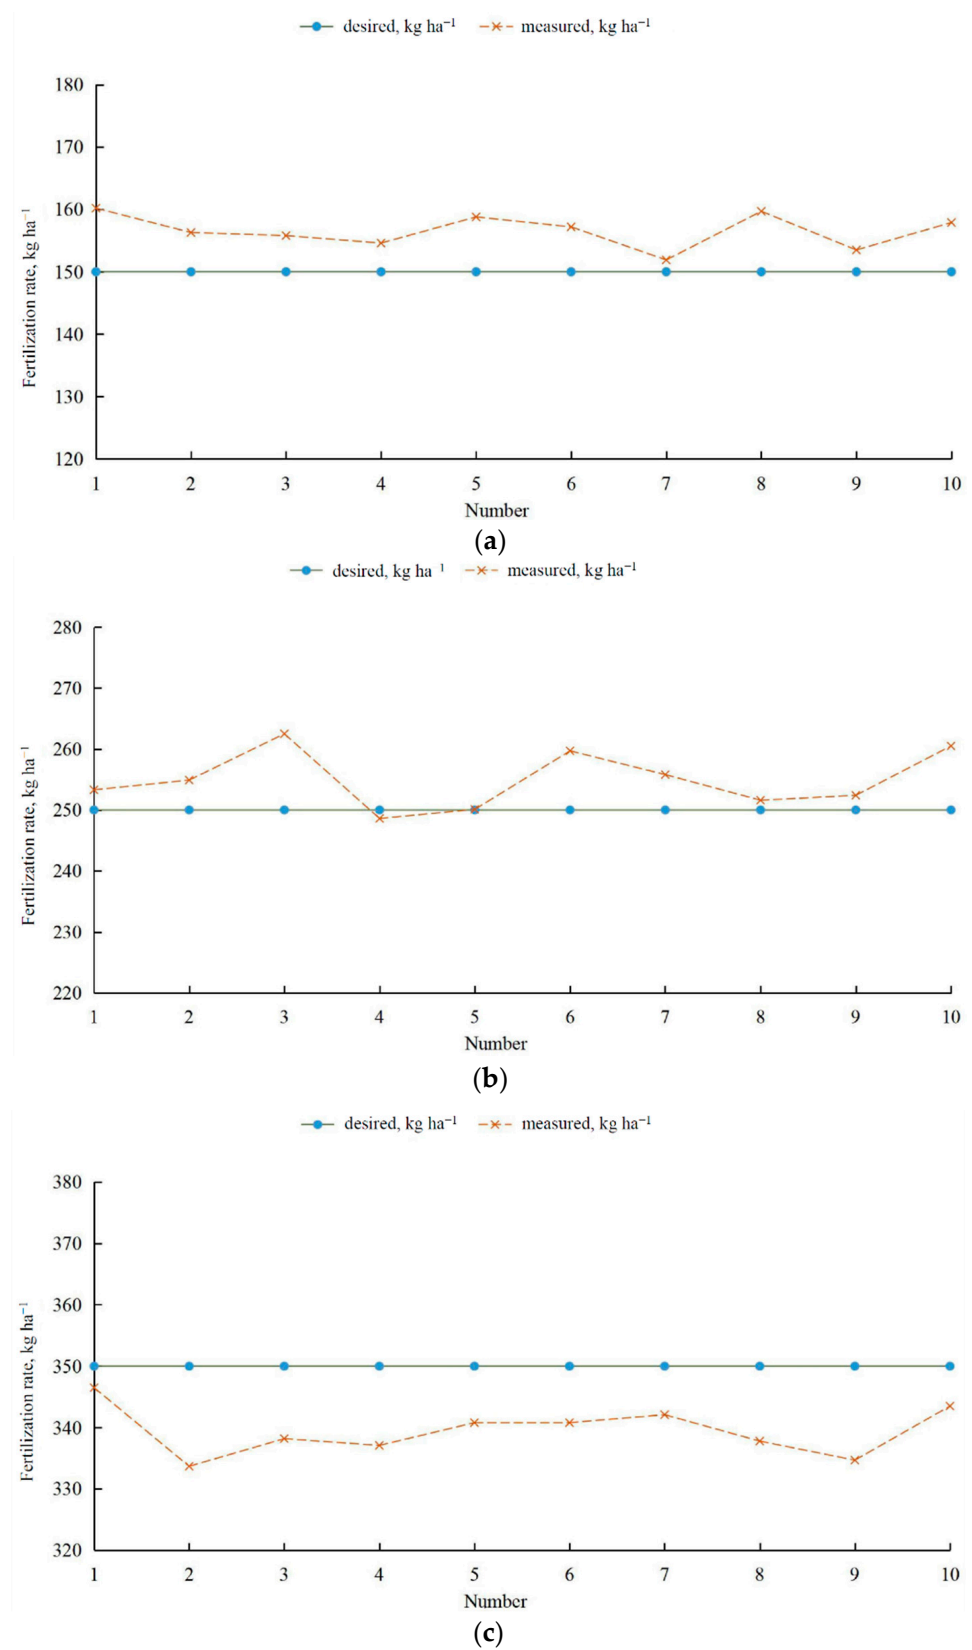 desired, kg ha⁻¹ measured, kg ha⁻¹
180
170
160
150
140
130
120
Fertilization rate, kg ha⁻¹
1 2 3 4 5 6 7 8 9 10
Number
(a)
desired, kg ha⁻¹ measured, kg ha⁻¹
280
270
260
250
240
230
220
Fertilization rate, kg ha⁻¹
1 2 3 4 5 6 7 8 9 10
Number
(b)
desired, kg ha⁻¹ measured, kg ha⁻¹
380
370
360
350
340
330
320
Fertilization rate, kg ha⁻¹
1 2 3 4 5 6 7 8 9 10
Number
(c)